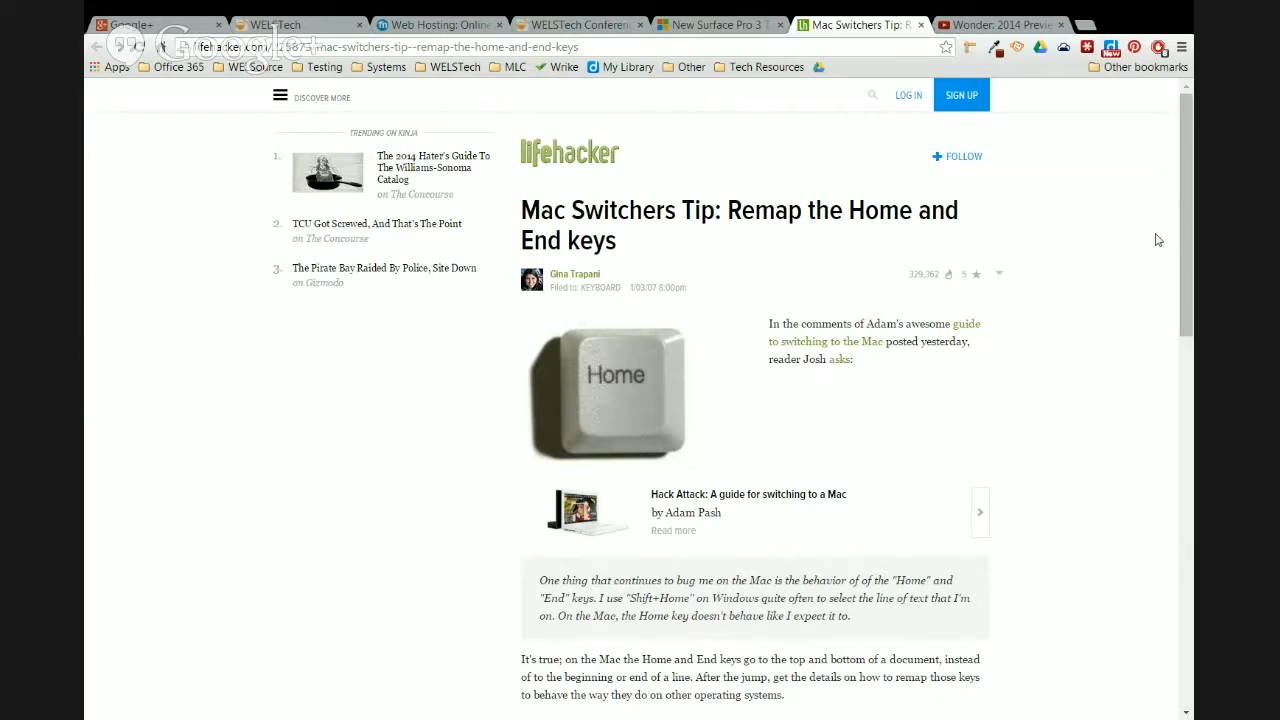 Google+
WELSTech
Web Hosting: Online
WELSTech Conferenc
New Surface Pro 3 T
Mac Switchers Tip: R
Wonder: 2014 Previe
Google+
mac-switchers-tip--remap-the-home-and-end-keys
Apps
Office 365
WELSource
Testing
Systems
WELSTech
MLC
Wrike
My Library
Other
Tech Resources
New
Other bookmarks
DISCOVER MORE
LOG IN
SIGN UP
TRENDING ON KINJA
1.
The 2014 Hater's Guide To
The Williams-Sonoma
Catalog
on The Concourse
2.
TCU Got Screwed, And That's The Point
on The Concourse
3.
The Pirate Bay Raided By Police, Site Down
on Gizmodo
lifehacker
FOLLOW
Mac Switchers Tip: Remap the Home and
End keys
Gina Trapani
Filed to: KEYBOARD 1/03/07 8:00pm
329,362 5
Home
In the comments of Adam's awesome guide
to switching to the Mac posted yesterday,
reader Josh asks:
Hack Attack: A guide for switching to a Mac
by Adam Pash
Read more
One thing that continues to bug me on the Mac is the behavior of of the "Home" and
"End" keys. I use "Shift+Home" on Windows quite often to select the line of text that I'm
on. On the Mac, the Home key doesn't behave like I expect it to.
It's true; on the Mac the Home and End keys go to the top and bottom of a document, instead
of to the beginning or end of a line. After the jump, get the details on how to remap those keys
to behave the way they do on other operating systems.